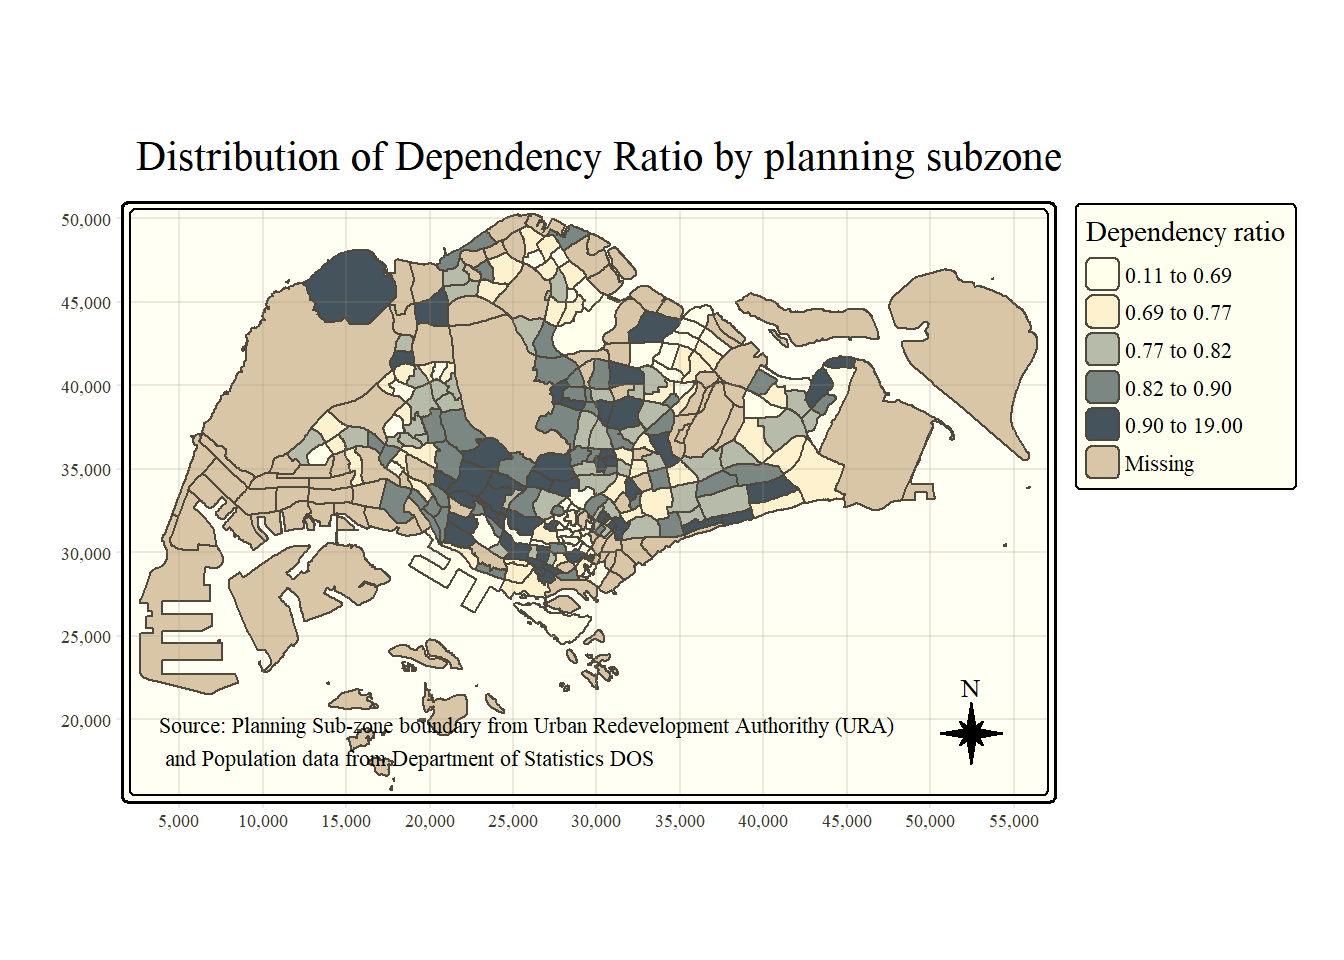 Distribution of Dependency Ratio by planning subzone
50,000
45,000
40,000
35,000
30,000
25,000
20,000
5,000 10,000 15,000 20,000 25,000 30,000 35,000 40,000 45,000 50,000 55,000
Dependency ratio
0.11 to 0.69
0.69 to 0.77
0.77 to 0.82
0.82 to 0.90
0.90 to 19.00
Missing
N
Source: Planning Sub-zone boundary from Urban Redevelopment Authorithy (URA)
and Population data from Department of Statistics DOS